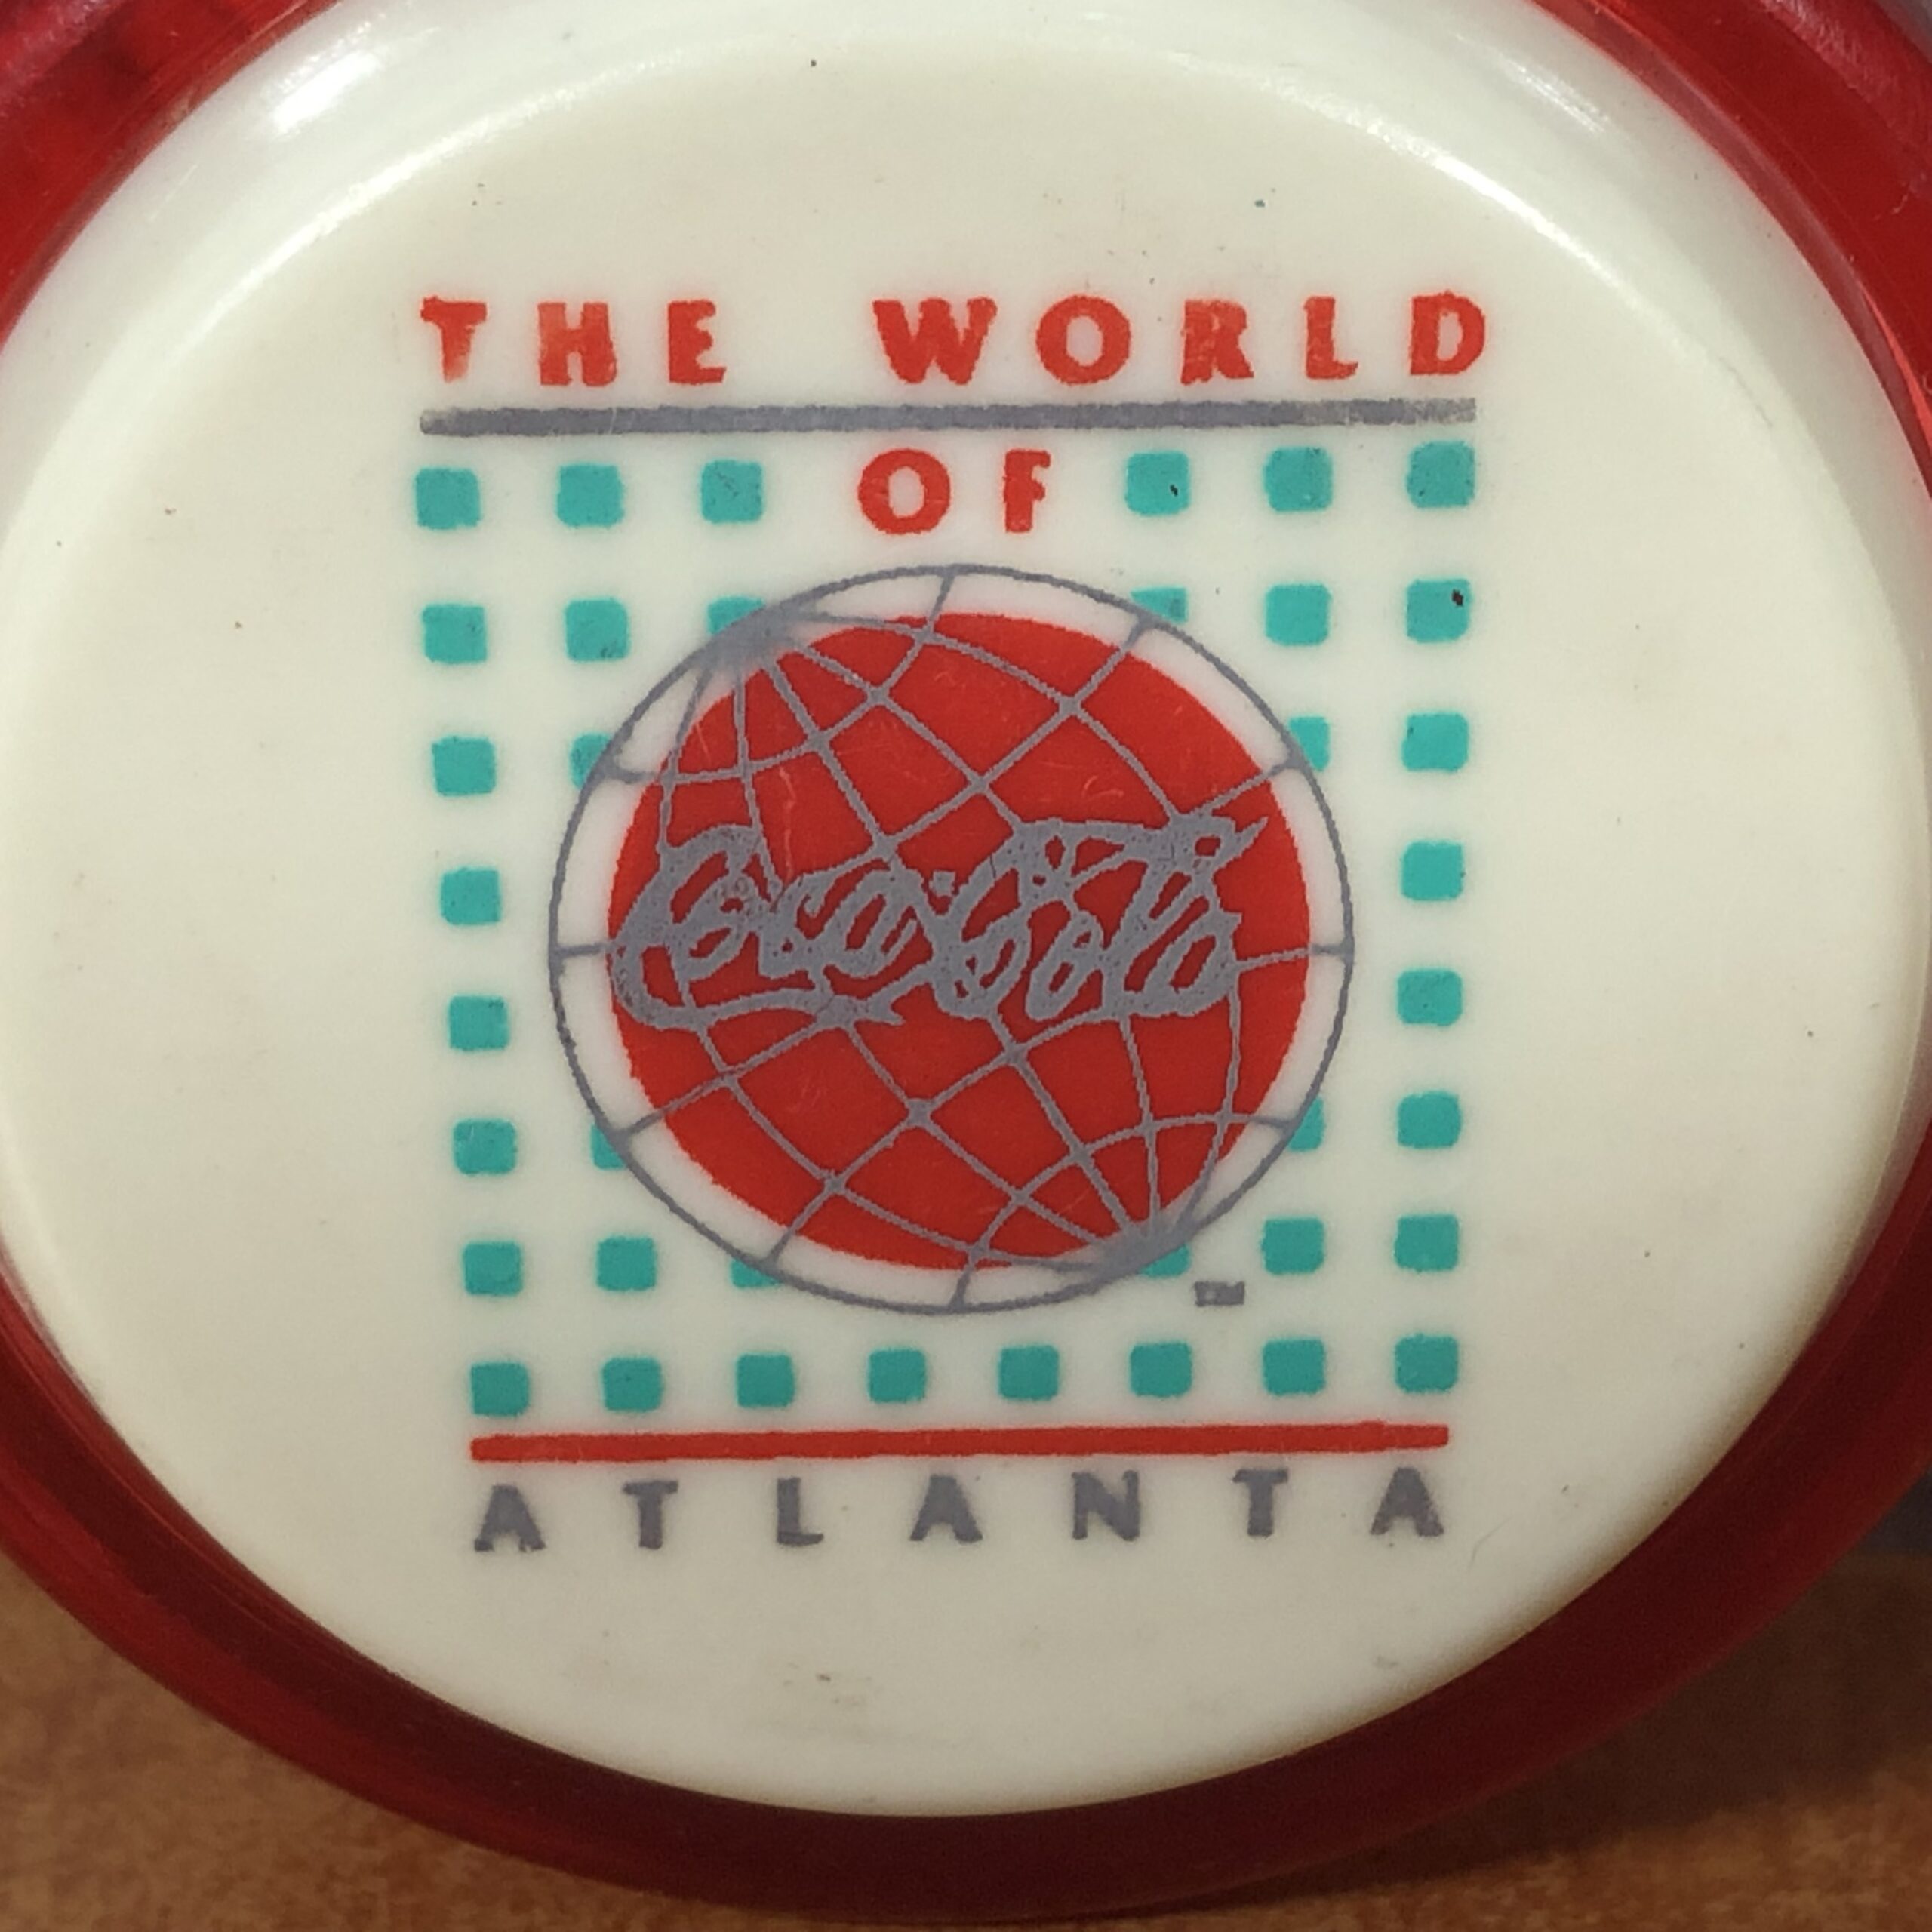 THE WORLD
OF
Coca-Cola
TM
ATLANTA